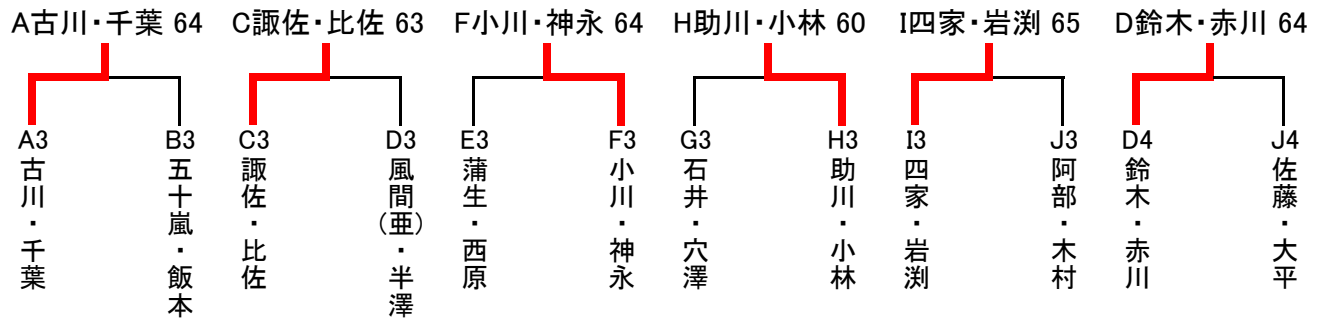 A古川・千葉 64
C諏佐・比佐 63
F小川・神永 64
H助川・小林 60
I四家・岩渕 65
D鈴木・赤川 64
A3
B3
C3
D3
E3
F3
G3
H3
I3
J3
D4
J4
古川・千葉
五十嵐・飯本
諏佐・比佐
風間(亜)・半澤
蒲生・西原
小川・神永
石井・穴澤
助川・小林
四家・岩渕
阿部・木村
鈴木・赤川
佐藤・大平